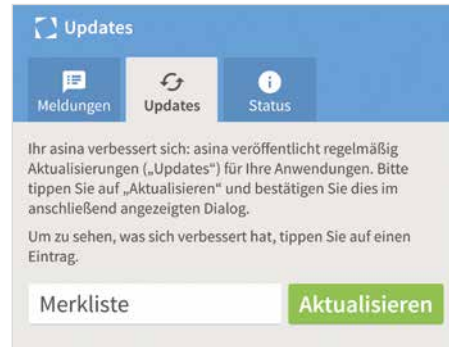 Updates
Meldungen
Updates
Status
Ihr asina verbessert sich: asina veröffentlicht regelmäßig
Aktualisierungen („Updates“) für Ihre Anwendungen. Bitte
tippen Sie auf „Aktualisieren“ und bestätigen Sie dies im
anschließend angezeigten Dialog.
Um zu sehen, was sich verbessert hat, tippen Sie auf einen
Eintrag.
Merkliste
Aktualisieren